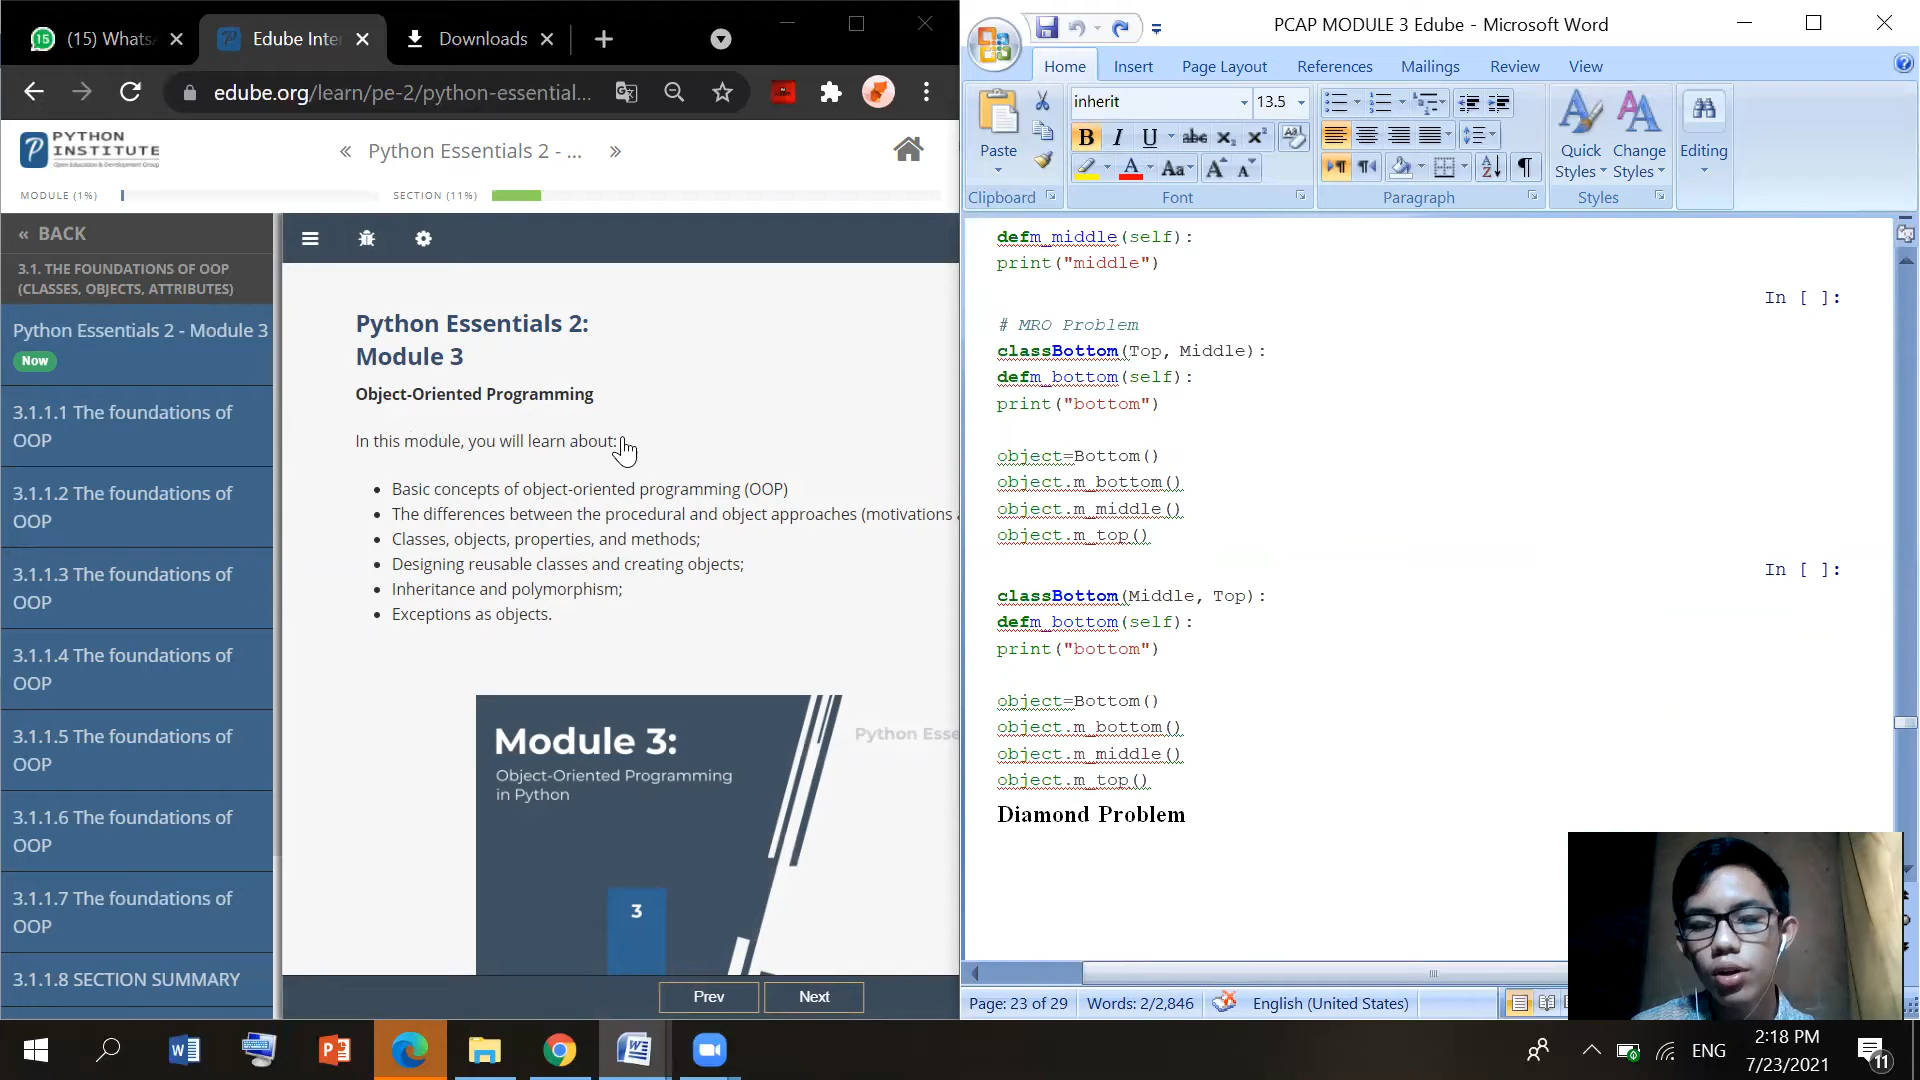 (15) Whats
Edube Inte
Downloads
edube.org/learn/pe-2/python-essential...
PYTHON
INSTITUTE
Open Education & Development Group
« Python Essentials 2 - ... »
MODULE (1%)
SECTION (11%)
« BACK
3.1. THE FOUNDATIONS OF OOP
(CLASSES, OBJECTS, ATTRIBUTES)
Python Essentials 2 - Module 3
Now
3.1.1.1 The foundations of
OOP
3.1.1.2 The foundations of
OOP
3.1.1.3 The foundations of
OOP
3.1.1.4 The foundations of
OOP
3.1.1.5 The foundations of
OOP
3.1.1.6 The foundations of
OOP
3.1.1.7 The foundations of
OOP
3.1.1.8 SECTION SUMMARY
Python Essentials 2:
Module 3
Object-Oriented Programming
In this module, you will learn about:
• Basic concepts of object-oriented programming (OOP)
• The differences between the procedural and object approaches (motivations
• Classes, objects, properties, and methods;
• Designing reusable classes and creating objects;
• Inheritance and polymorphism;
• Exceptions as objects.
Module 3:
Object-Oriented Programming
in Python
3
Python Esse
Prev
Next
PCAP MODULE 3 Edube - Microsoft Word
Home
Insert
Page Layout
References
Mailings
Review
View
Paste
Clipboard
inherit
13.5
B I U abc x₂ x²
Aa
Font
Paragraph
Quick
Styles
Change
Styles
Styles
Editing
defm_middle(self):
print("middle")
In [ ]:
# MRO Problem
classBottom(Top, Middle):
defm_bottom(self):
print("bottom")
object=Bottom()
object.m_bottom()
object.m_middle()
object.m_top()
In [ ]:
classBottom(Middle, Top):
defm_bottom(self):
print("bottom")
object=Bottom()
object.m_bottom()
object.m_middle()
object.m_top()
Diamond Problem
Page: 23 of 29
Words: 2/2,846
English (United States)
ENG
2:18 PM
7/23/2021
11